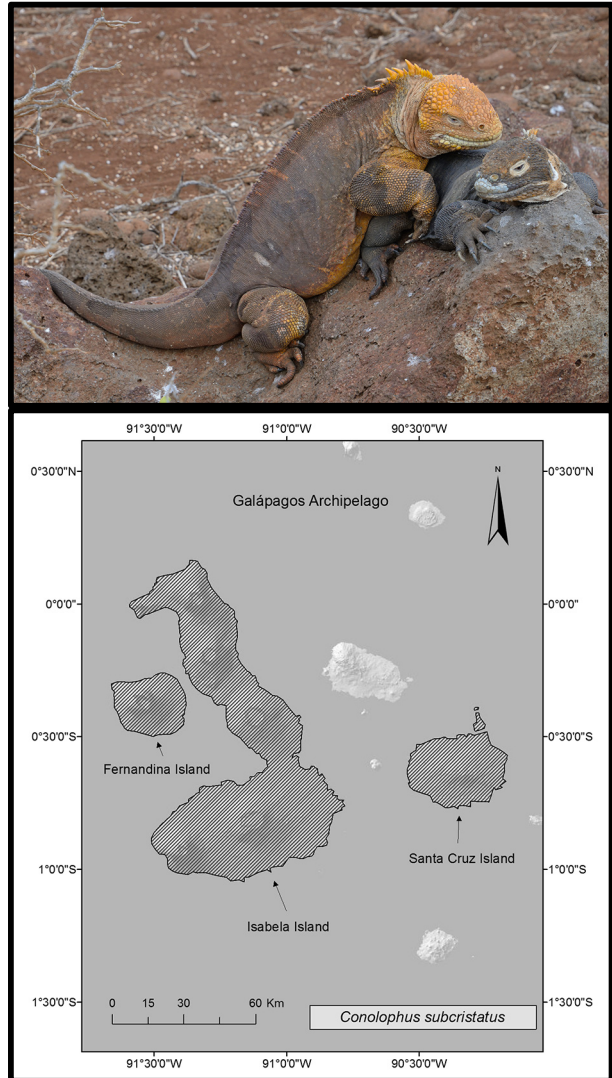 91°30'0"W
91°0'0"W
90°30'0"W
0°30'0"N
0°30'0"N
N
Galápagos Archipelago
0°0'0"
0°0'0"
0°30'0"S
0°30'0"S
Fernandina Island
Santa Cruz Island
1°0'0"S
1°0'0"S
Isabela Island
0 15 30 60 Km
1°30'0"S
1°30'0"S
Conolophus subcristatus
91°30'0"W
91°0'0"W
90°30'0"W